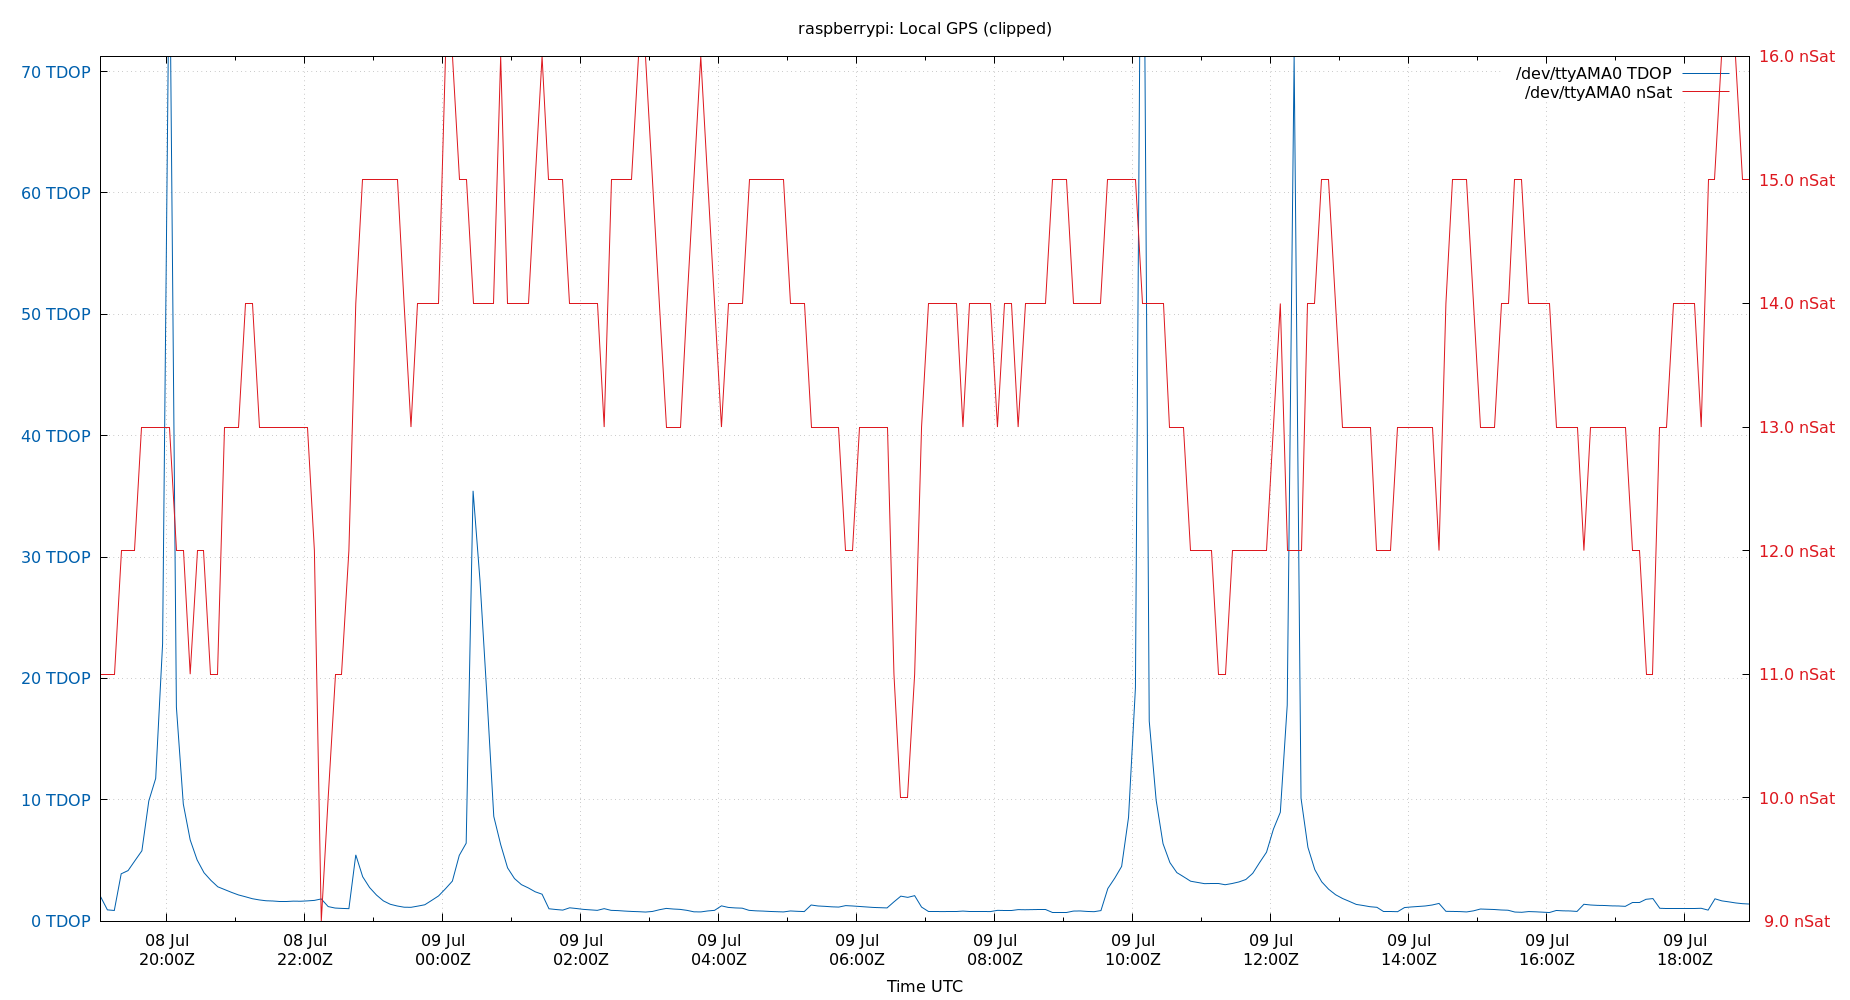 raspberrypi: Local GPS (clipped)
70 TDOP
60 TDOP
50 TDOP
40 TDOP
30 TDOP
20 TDOP
10 TDOP
0 TDOP
16.0 nSat
15.0 nSat
14.0 nSat
13.0 nSat
12.0 nSat
11.0 nSat
10.0 nSat
9.0 nSat
/dev/ttyAMA0 TDOP
/dev/ttyAMA0 nSat
08 Jul
20:00Z
08 Jul
22:00Z
09 Jul
00:00Z
09 Jul
02:00Z
09 Jul
04:00Z
09 Jul
06:00Z
09 Jul
08:00Z
09 Jul
10:00Z
09 Jul
12:00Z
09 Jul
14:00Z
09 Jul
16:00Z
09 Jul
18:00Z
Time UTC